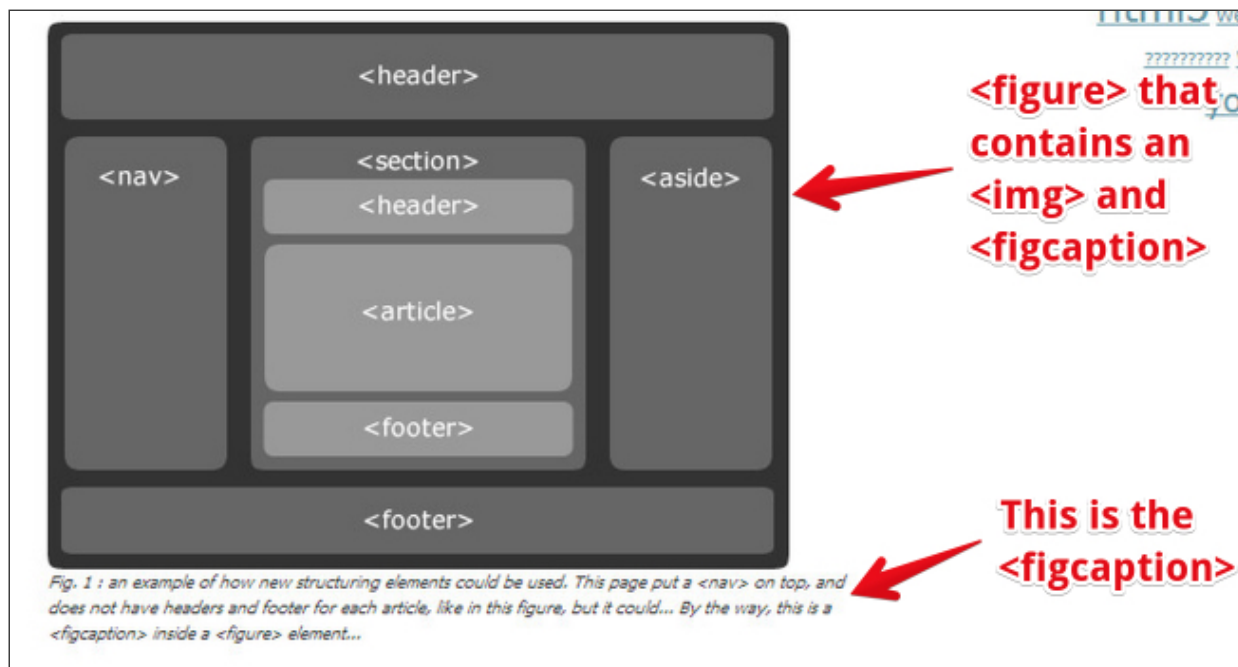 <header>
<nav>
<section>
<header>
<article>
<footer>
<aside>
<footer>
Fig. 1 : an example of how new structuring elements could be used. This page put a <nav> on top, and
does not have headers and footer for each article, like in this figure, but it could... By the way, this is a
<figcaption> inside a <figure> element...
html5
??????????
<figure> that
contains an
<img> and
<figcaption>
This is the
<figcaption>